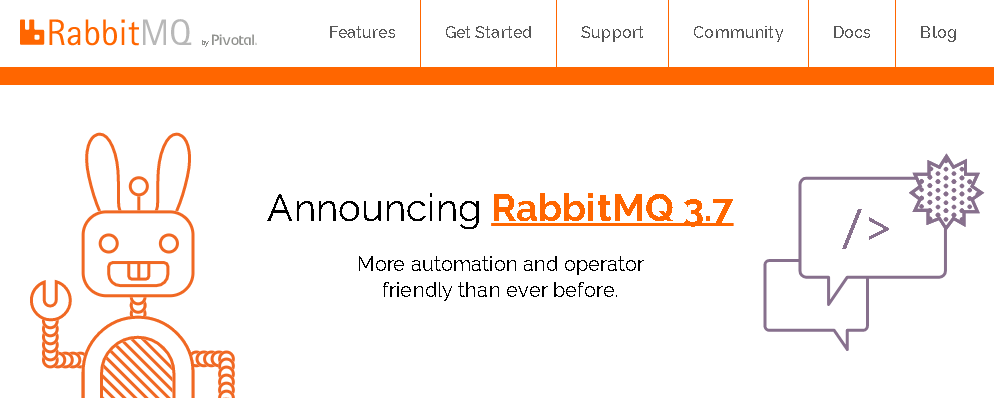 RabbitMQ by Pivotal.
Features
Get Started
Support
Community
Docs
Blog
Announcing RabbitMQ 3.7
More automation and operator
friendly than ever before.
/>